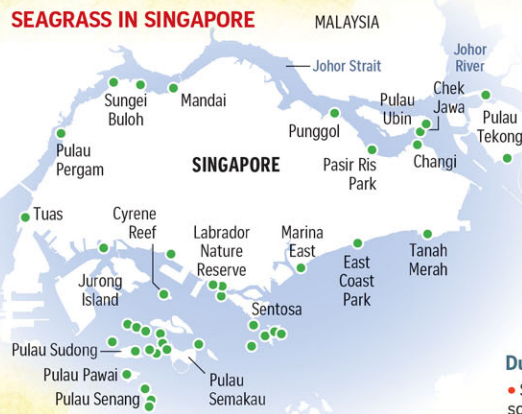 SEAGRASS IN SINGAPORE
MALAYSIA
Johor Strait
Johor
River
Sungei
Buloh
Mandai
Punggol
Pulau
Ubin
Chek
Jawa
Pulau
Tekong
Pulau
Pergam
SINGAPORE
Pasir Ris
Park
Changi
Tuas
Cyrene
Reef
Labrador
Nature
Reserve
Marina
East
East
Coast
Park
Tanah
Merah
Jurong
Island
Sentosa
Pulau Sudong
Pulau Pawai
Pulau Senang
Pulau
Semakau